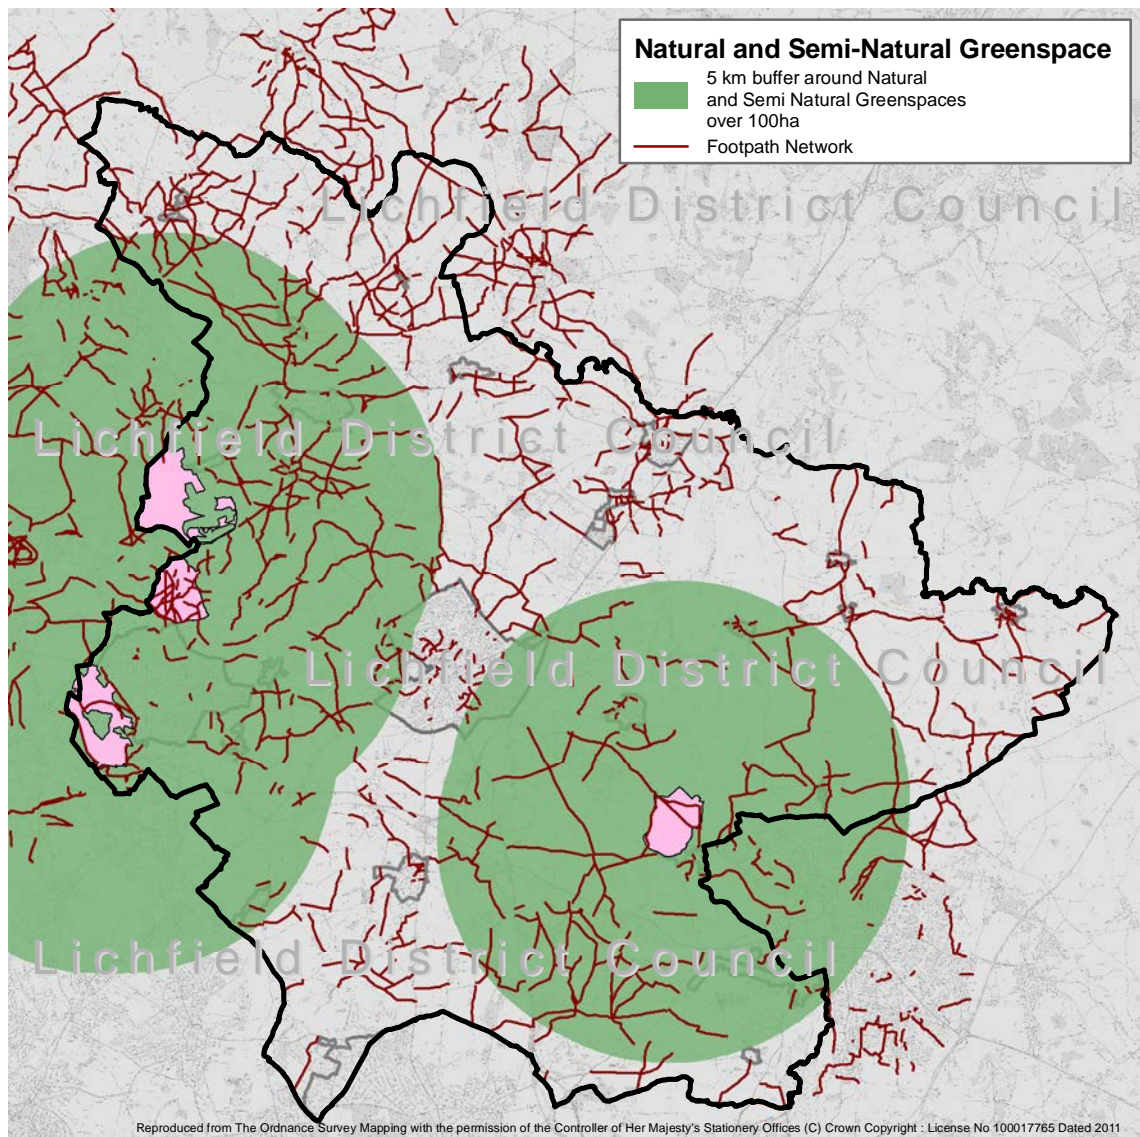 Natural and Semi-Natural Greenspace
5 km buffer around Natural
and Semi Natural Greenspaces
over 100ha
Footpath Network
Lichfield District Council
Lichfield District Council
Lichfield District Council
Lichfield District Council
Reproduced from The Ordnance Survey Mapping with the permission of the Controller of Her Majesty's Stationery Offices (C) Crown Copyright : License No 100017765 Dated 2011